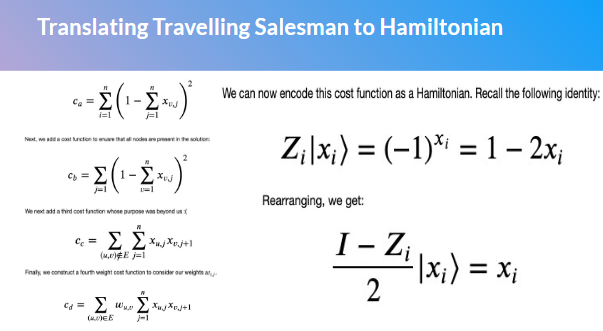 Translating Travelling Salesman to Hamiltonian
c_a = \sum_{i=1}^{n} \left(1 - \sum_{j=1}^{n} x_{v,j}\right)^2
Next, we add a cost function to ensure that all nodes are present in the solution:
c_b = \sum_{j=1}^{n} \left(1 - \sum_{v=1}^{n} x_{v,j}\right)^2
We next add a third cost function whose purpose was beyond us :(
c_c = \sum_{(u,v) \notin E} \sum_{j=1}^{n} x_{u,j} x_{v,j+1}
Finally, we construct a fourth weight cost function to consider our weights
c_d = \sum_{(u,v) \in E} w_{u,v} \sum_{j=1}^{n} x_{u,j} x_{v,j+1}
We can now encode this cost function as a Hamiltonian. Recall the following identity:
Z_i|x_i⟩ = (−1)^{x_i} = 1 − 2x_i
Rearranging, we get:
\frac{I − Z_i}{2}|x_i⟩ = x_i